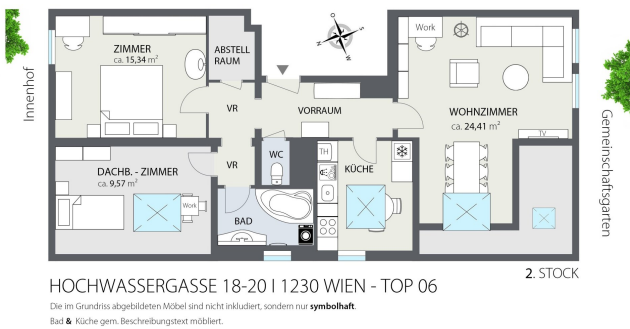 ZIMMER
ca. 15,34 m²
ABSTELL
RAUM
Work
N
O
S
W
Innenhof
VR
VORRAUM
WOHNZIMMER
ca. 24,41 m²
TV
Gemeinschaftsgarten
WC
TH
KÜCHE
VR
DACHB. - ZIMMER
ca. 9,57 m²
Work
BAD
2. STOCK
HOCHWASSERGASSE 18-20 I 1230 WIEN - TOP 06
Die im Grundriss abgebildeten Möbel sind nicht inkludiert, sondern nur symbolhaft.
Bad & Küche gem. Beschreibungstext möbliert.